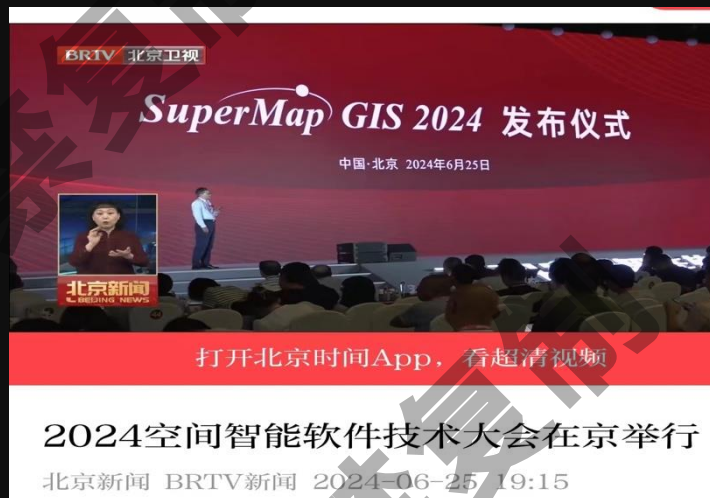 BRTV 北京卫视
SuperMap GIS 2024 发布仪式
中国·北京 2024年6月25日
北京新闻
BEIJING NEWS
打开北京时间App，看超清视频
2024空间智能软件技术大会在京举行
北京新闻 BRTV新闻 2024-06-25 19:15